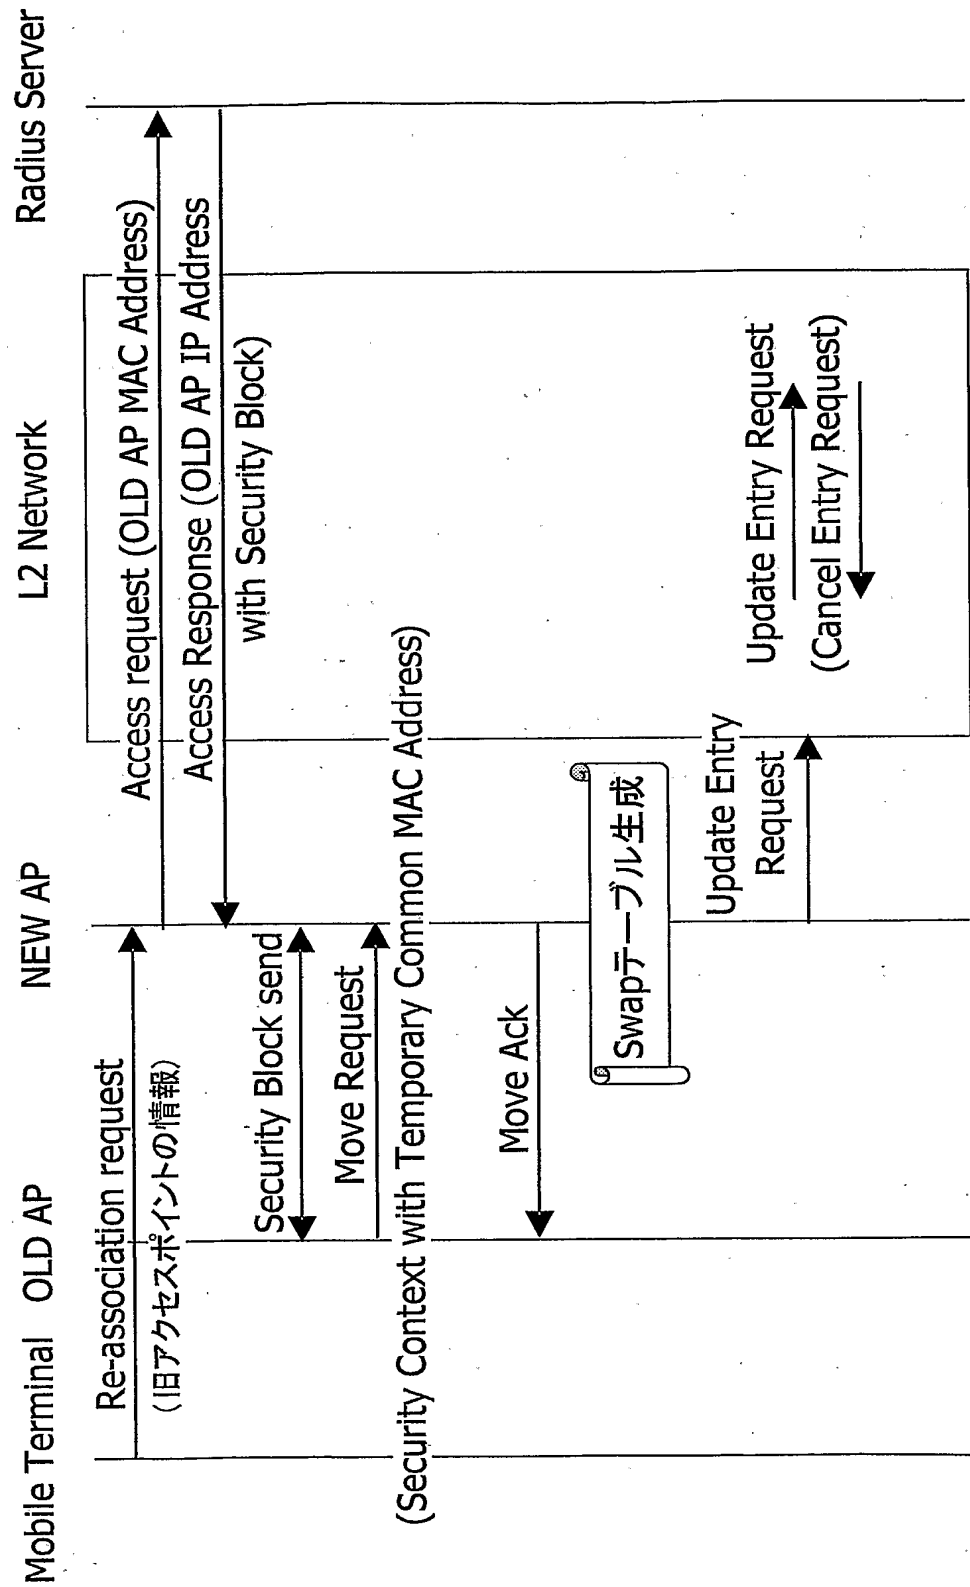 Mobile Terminal OLD AP NEW AP L2 Network Radius Server
Re-association request
(旧アクセスポイントの情報)
Access request (OLD AP MAC Address)
Access Response (OLD AP IP Address
with Security Block)
Security Block send
Move Request
(Security Context with Temporary Common MAC Address)
Move Ack
Swapテーブル生成
Update Entry
Request
Update Entry Request
(Cancel Entry Request)